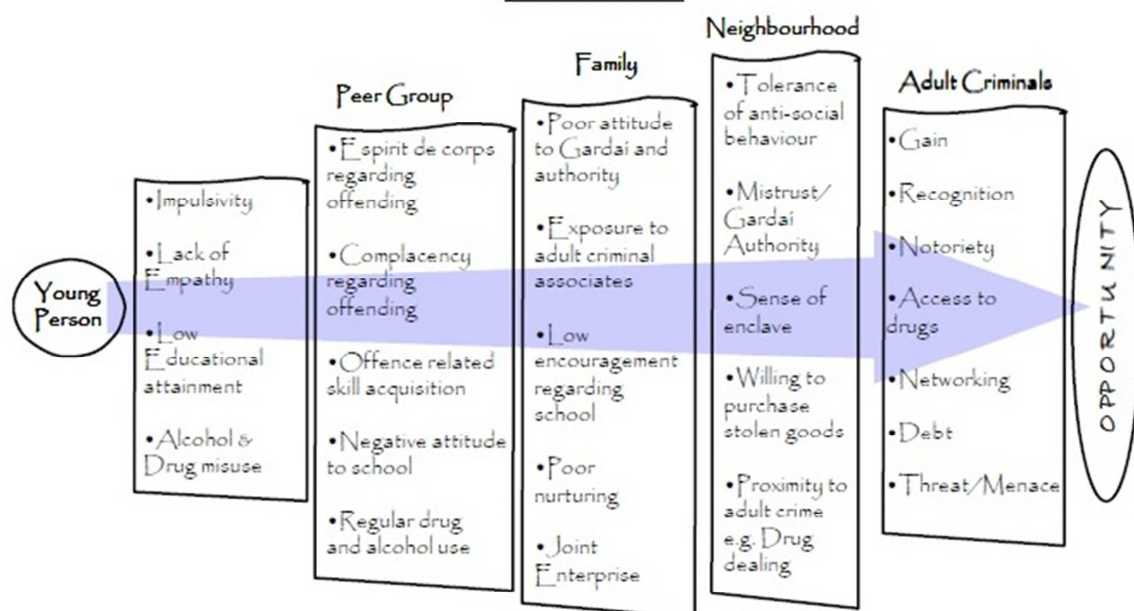 Young
Person
•Impulsivity
•Lack of
Empathy
•Low
Educational
attainment
•Alcohol &
Drug misuse
Peer Group
•Espirit de corps
regarding
offending
•Complacency
regarding
offending
•Offence related
skill acquisition
•Negative attitude
to school
•Regular drug
and alcohol use
Family
•Poor attitude
to Gardaí and
authority
•Exposure to
adult criminal
associates
•Low
encouragement
regarding
school
•Poor
nurturing
•Joint
Enterprise
Neighbourhood
•Tolerance
of anti-social
behaviour
•Mistrust/
Gardaí
Authority
•Sense of
enclave
•Willing to
purchase
stolen goods
•Proximity to
adult crime
e.g. Drug
dealing
Adult Criminals
•Gain
•Recognition
•Notoriety
•Access to
drugs
•Networking
•Debt
•Threat/Menace
OPPORTUNITY